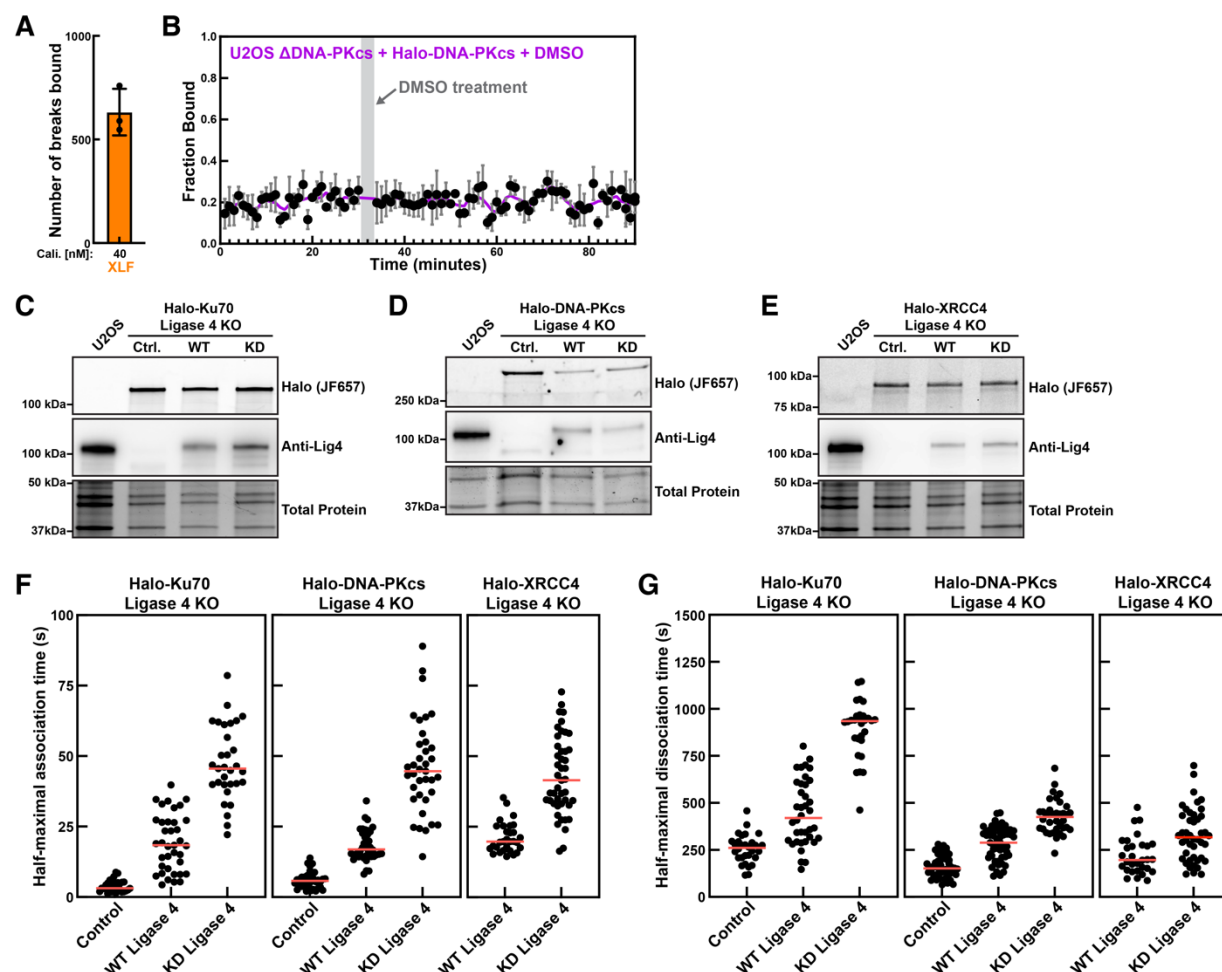 A
Number of breaks bound
1000
500
0
Cali. [nM]:
40
XLF
B
U2OS ΔDNA-PKcs + Halo-DNA-PKcs + DMSO
DMSO treatment
Fraction Bound
1.0
0.8
0.6
0.4
0.2
0.0
0 20 40 60 80
Time (minutes)
C
Halo-Ku70
Ligase 4 KO
U2OS
Ctrl. WT KD
Halo (JF657)
100 kDa
Anti-Lig4
100 kDa
50 kDa
Total Protein
37kDa
D
Halo-DNA-PKcs
Ligase 4 KO
U2OS
Ctrl. WT KD
Halo (JF657)
250 kDa
100 kDa
Anti-Lig4
Total Protein
37kDa
E
Halo-XRCC4
Ligase 4 KO
U2OS
Ctrl. WT KD
100 kDa
Halo (JF657)
75 kDa
Anti-Lig4
100 kDa
50 kDa
Total Protein
37kDa
F
Halo-Ku70
Ligase 4 KO
Halo-DNA-PKcs
Ligase 4 KO
Halo-XRCC4
Ligase 4 KO
Half-maximal association time (s)
100
75
50
25
0
Control
WT Ligase 4
KD Ligase 4
Control
WT Ligase 4
KD Ligase 4
WT Ligase 4
KD Ligase 4
G
Halo-Ku70
Ligase 4 KO
Halo-DNA-PKcs
Ligase 4 KO
Halo-XRCC4
Ligase 4 KO
Half-maximal dissociation time (s)
1500
1250
1000
750
500
250
0
Control
WT Ligase 4
KD Ligase 4
Control
WT Ligase 4
KD Ligase 4
WT Ligase 4
KD Ligase 4